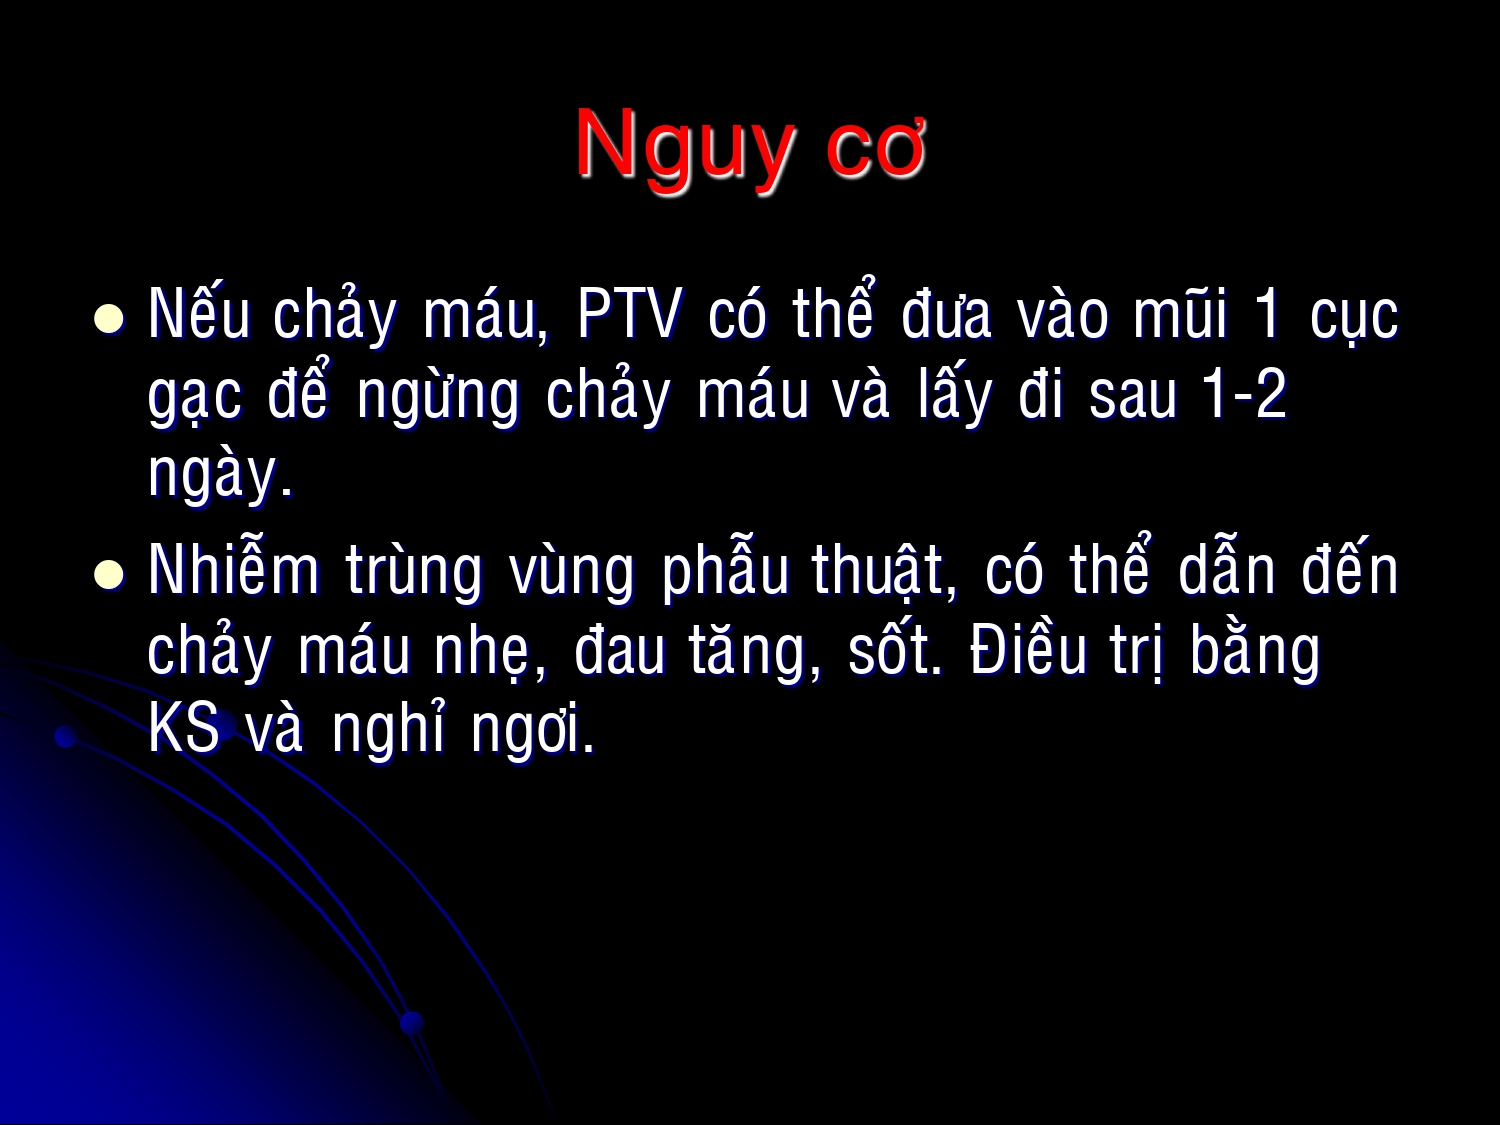 Nguy cơ
Nếu chảy máu, PTV có thể đưa vào mũi 1 cục
gạc để ngừng chảy máu và lấy đi sau 1-2
ngày.
Nhiễm trùng vùng phẫu thuật, có thể dẫn đến
chảy máu nhẹ, đau tăng, sốt. Điều trị bằng
KS và nghỉ ngơi.